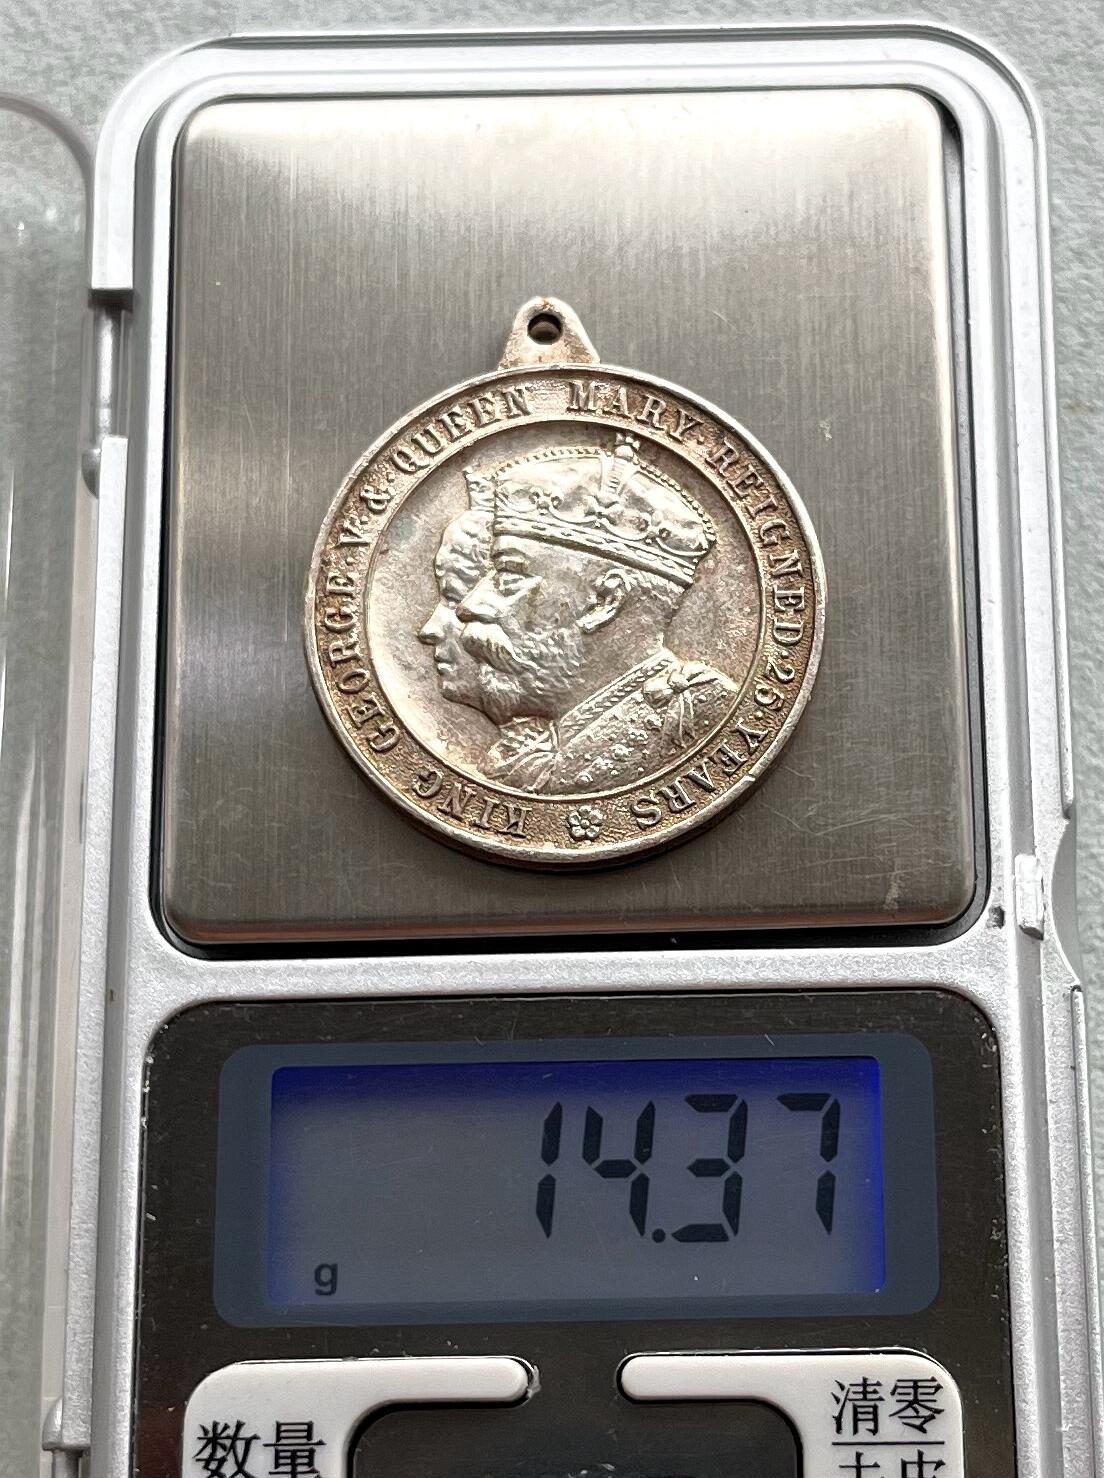 KING GEORGE.V.&.QUEEN MARY.REIGNED.25.YEARS
14.37
g
数量
清零